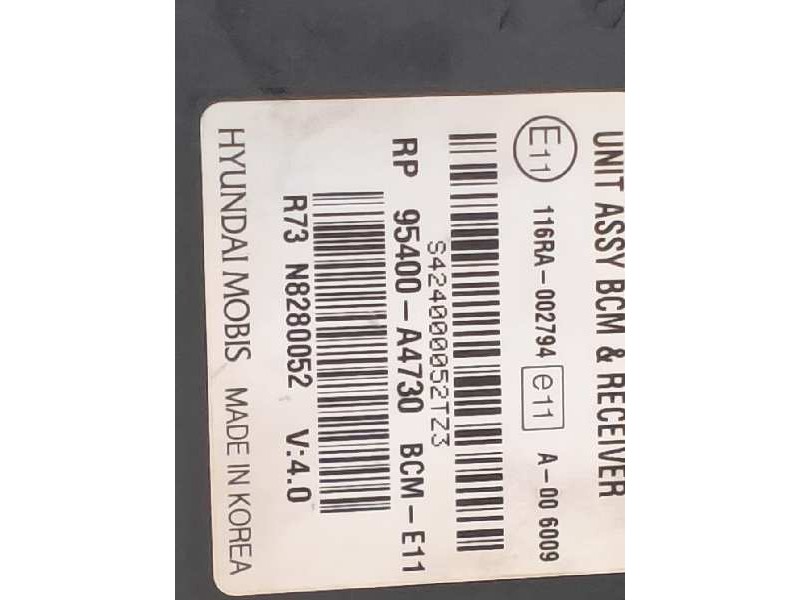 UNIT ASSY BCM & RECEIVER
E11 116RA-002794 e11 A-00 6009
S424000052TZ3
RP 95400-A4730 BCM-E11
R73 N8280052 V:4.0
HYUNDAI MOBIS MADE IN KOREA